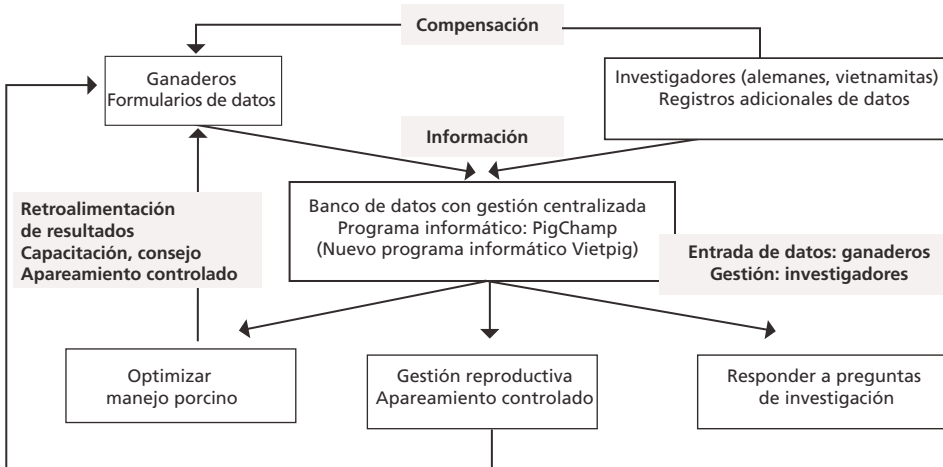 Compensación
Ganaderos
Formularios de datos
Investigadores (alemanes, vietnamitas)
Registros adicionales de datos
Información
Retroalimentación
de resultados
Capacitación, consejo
Apareamiento controlado
Banco de datos con gestión centralizada
Programa informático: PigChamp
(Nuevo programa informático Vietpig)
Entrada de datos: ganaderos
Gestión: investigadores
Optimizar
manejo porcino
Gestión reproductiva
Apareamiento controlado
Responder a preguntas
de investigación